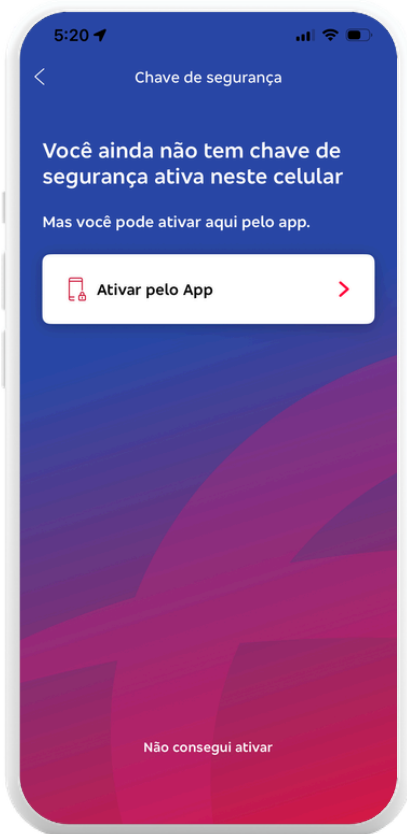 5:20
Chave de segurança
Você ainda não tem chave de
segurança ativa neste celular
Mas você pode ativar aqui pelo app.
Ativar pelo App
Não consegui ativar